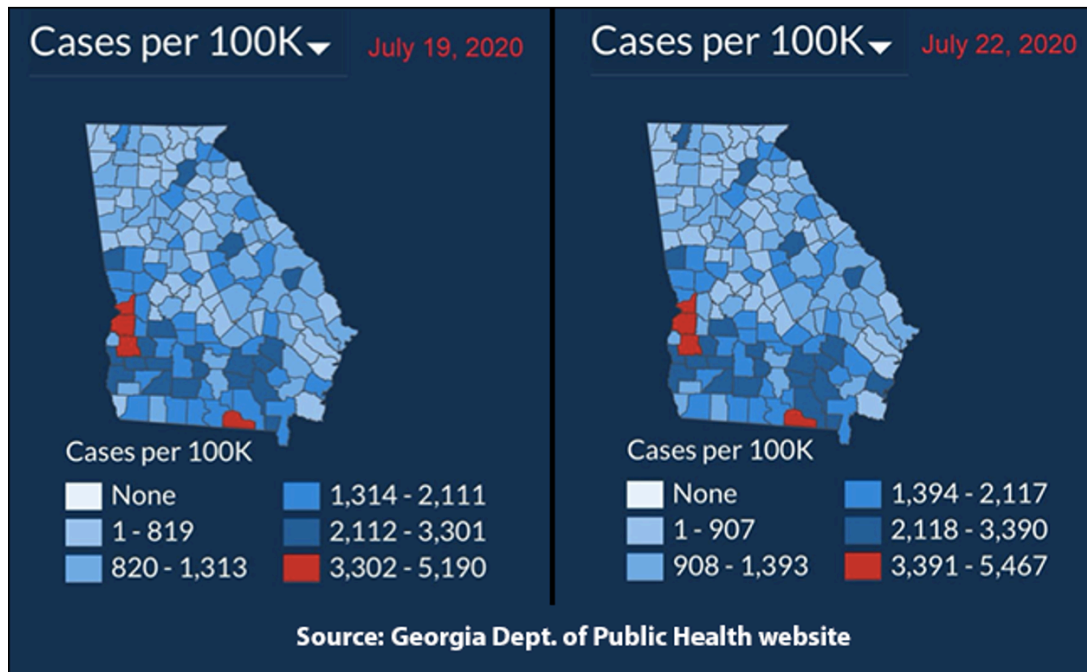 Cases per 100K
July 19, 2020
Cases per 100K
None
1 - 819
820 - 1,313
1,314 - 2,111
2,112 - 3,301
3,302 - 5,190
Cases per 100K
July 22, 2020
Cases per 100K
None
1 - 907
908 - 1,393
1,394 - 2,117
2,118 - 3,390
3,391 - 5,467
Source: Georgia Dept. of Public Health website